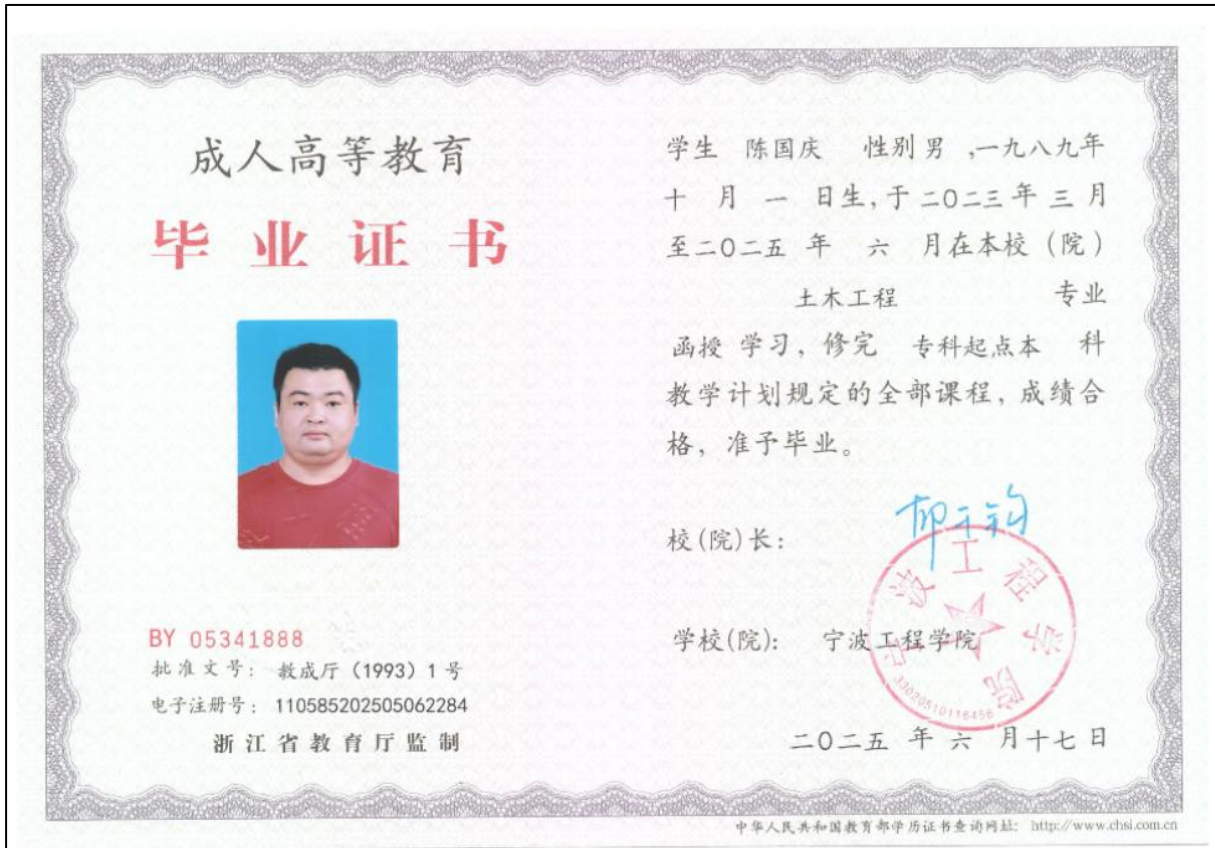 成人高等教育
毕业证书
BY 05341888
批准文号： 教成厅（1993）1号
电子注册号： 110585202505062284
浙江省教育厅监制
学生 陈国庆 性别 男 ,一九八九年
十 月 一 日生,于二〇二三年 三 月
至二〇二五 年 六 月在本校（院）
土木工程 专业
函授 学习，修完 专科起点本 科
教学计划规定的全部课程，成绩合
格，准予毕业。
校(院)长：
学校(院)： 宁波工程学院
宁波工程学院
33020510116456
二〇二五 年 六 月十七日
中华人民共和国教育部学历证书查询网址： http://www.chsi.com.cn